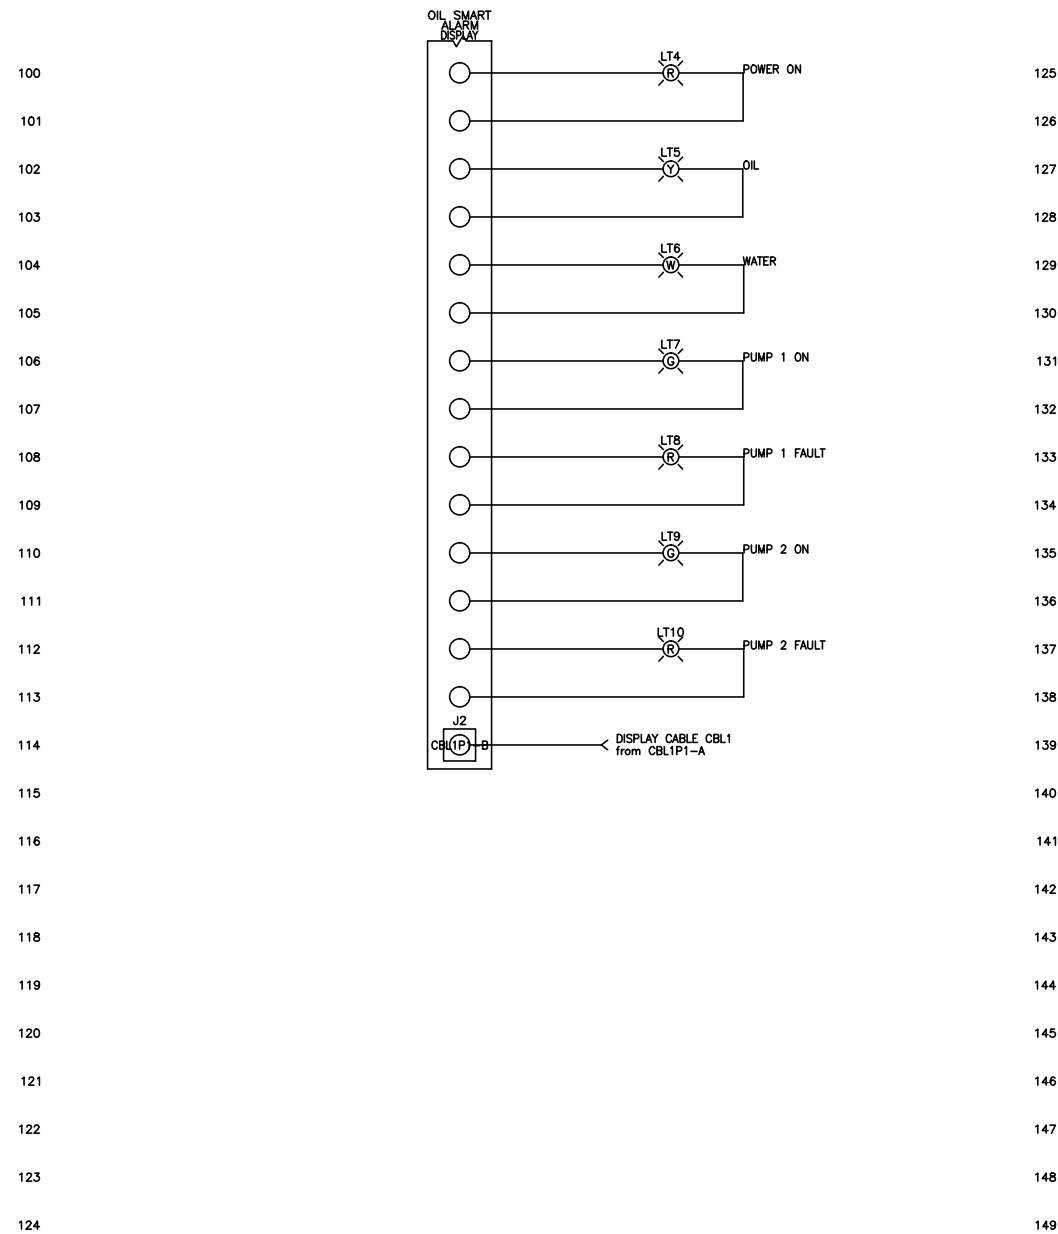 OIL SMART
ALARM
DISPLAY
LT4
100 R POWER ON 125
101 126
LT5
102 Y OIL 127
103 128
LT6
104 W WATER 129
105 130
LT7
106 G PUMP 1 ON 131
107 132
LT8
108 R PUMP 1 FAULT 133
109 134
LT9
110 G PUMP 2 ON 135
111 136
LT10
112 R PUMP 2 FAULT 137
113 138
J2
DISPLAY CABLE CBL1
114 CBL1P1-B 139
from CBL1P1-A
115 140
116 141
117 142
118 143
119 144
120 145
121 146
122 147
123 148
124 149